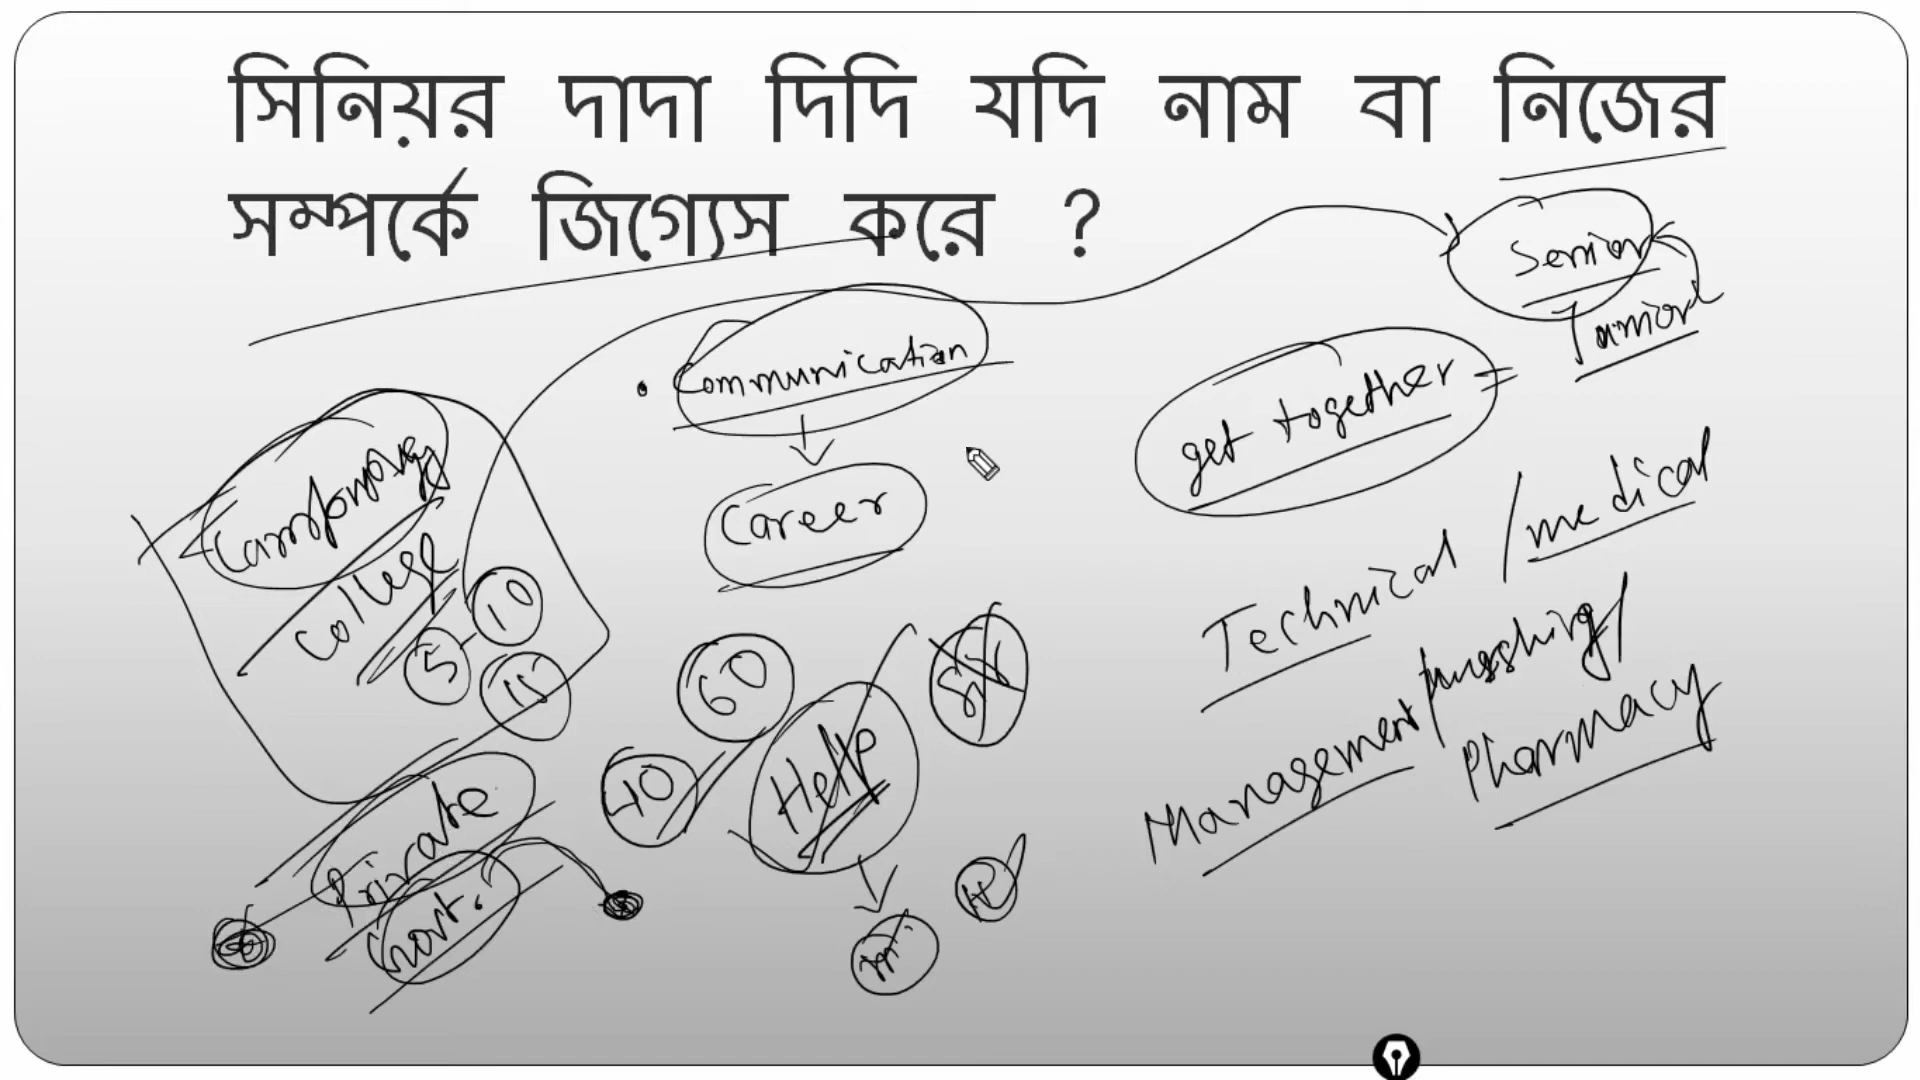 সিনিয়র দাদা দিদি যদি নাম বা নিজের
সম্পর্কে জিগ্যেস করে ?
Senior
Junior
Communication
get together =
Career
college
10
5
11
60
40
Help
Private
Technical / medical
Management
Pharmacy